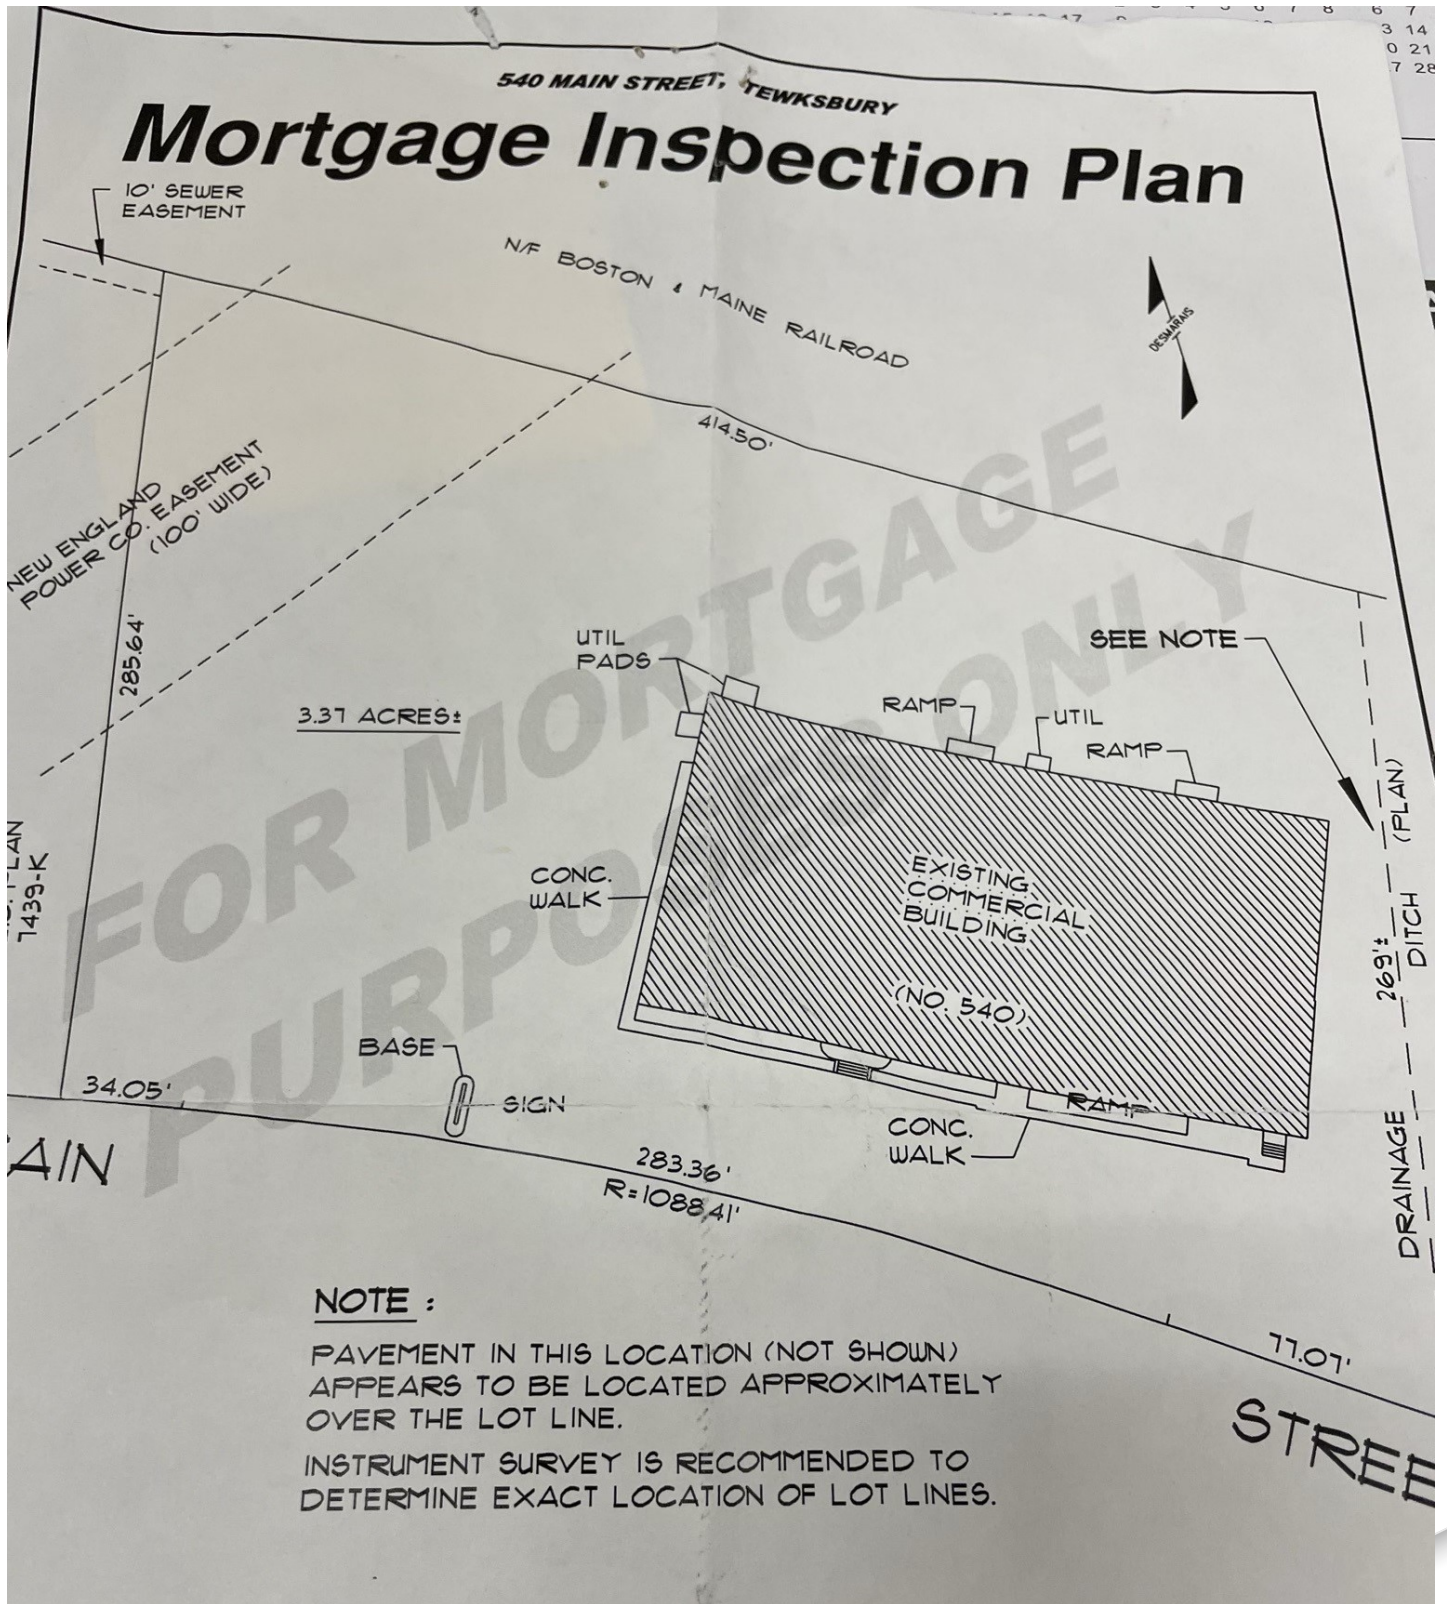 540 MAIN STREET, TEWKSBURY
Mortgage Inspection Plan
10' SEWER
EASEMENT
N/F BOSTON & MAINE RAILROAD
DESMARAIS
414.50'
NEW ENGLAND
POWER CO. EASEMENT
(100' WIDE)
285.64'
FOR MORTGAGE
PURPOSES ONLY
SEE NOTE
UTIL
PADS
3.37 ACRES±
RAMP
UTIL
RAMP
PLAN
7439-K
CONC.
WALK
EXISTING
COMMERCIAL
BUILDING
(NO. 540)
269'±
DRAINAGE DITCH (PLAN)
BASE
SIGN
34.05'
RAMP
CONC.
WALK
AIN
283.36'
R=1088.41'
77.07'
STREE
NOTE :
PAVEMENT IN THIS LOCATION (NOT SHOWN)
APPEARS TO BE LOCATED APPROXIMATELY
OVER THE LOT LINE.
INSTRUMENT SURVEY IS RECOMMENDED TO
DETERMINE EXACT LOCATION OF LOT LINES.